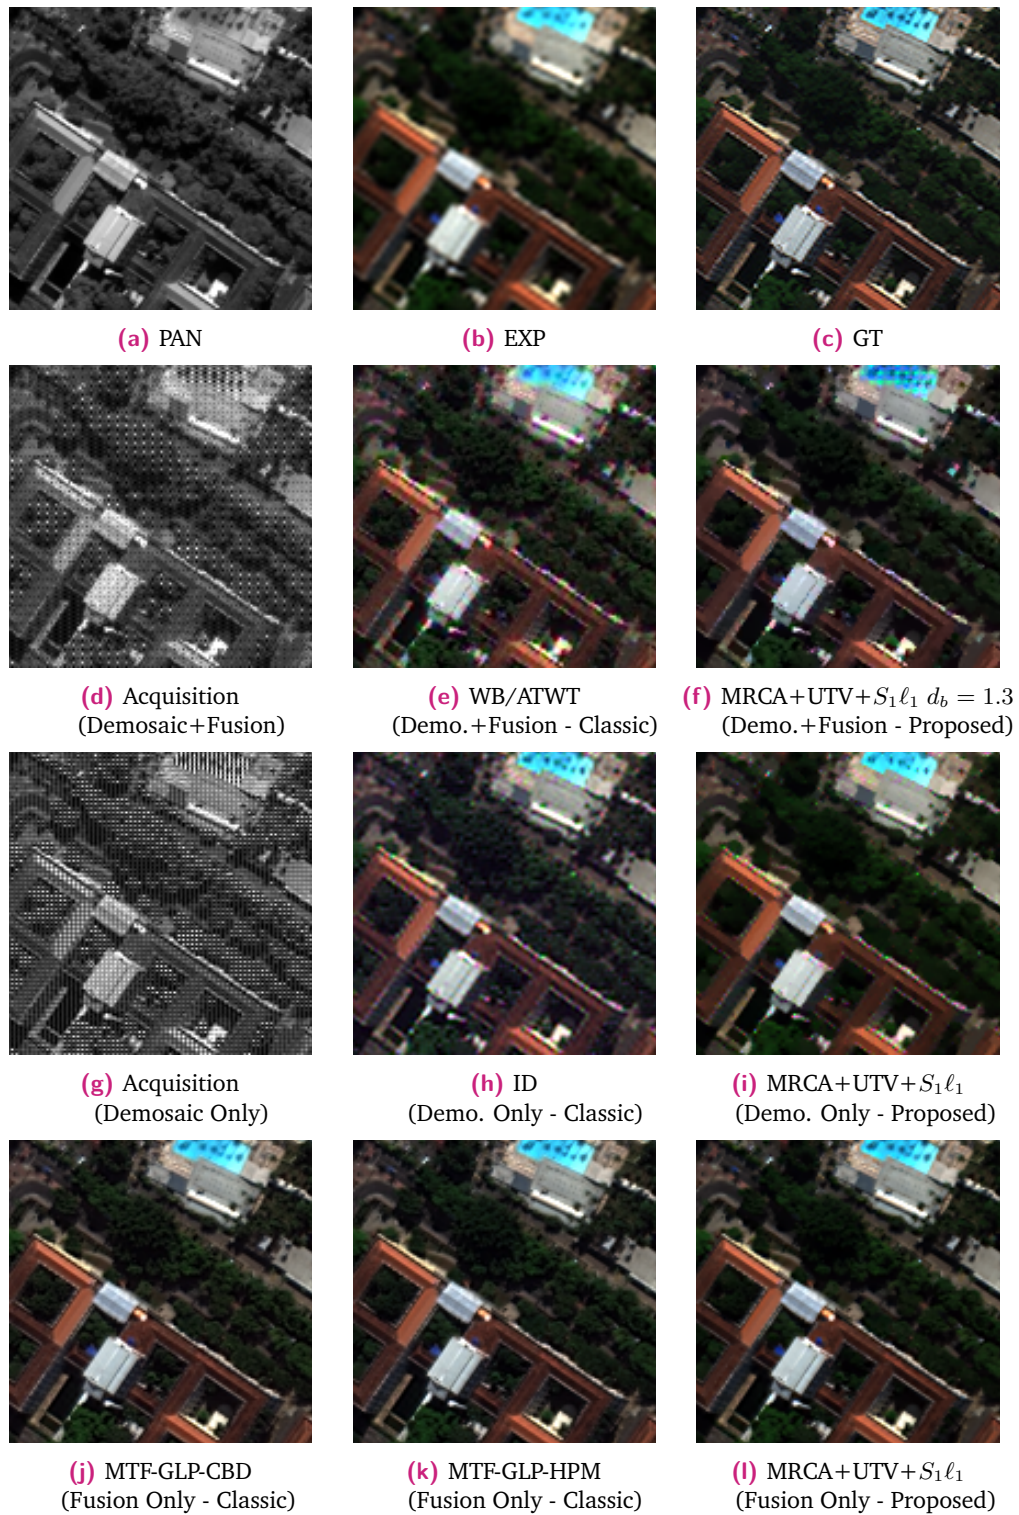 (a) PAN
(b) EXP
(c) GT
(d) Acquisition
(Demosaic+Fusion)
(e) WB/ATWT
(Demo.+Fusion - Classic)
(f) MRCA+UTV+S₁ℓ₁ d_b = 1.3
(Demo.+Fusion - Proposed)
(g) Acquisition
(Demosaic Only)
(h) ID
(Demo. Only - Classic)
(i) MRCA+UTV+S₁ℓ₁
(Demo. Only - Proposed)
(j) MTF-GLP-CBD
(Fusion Only - Classic)
(k) MTF-GLP-HPM
(Fusion Only - Classic)
(l) MRCA+UTV+S₁ℓ₁
(Fusion Only - Proposed)